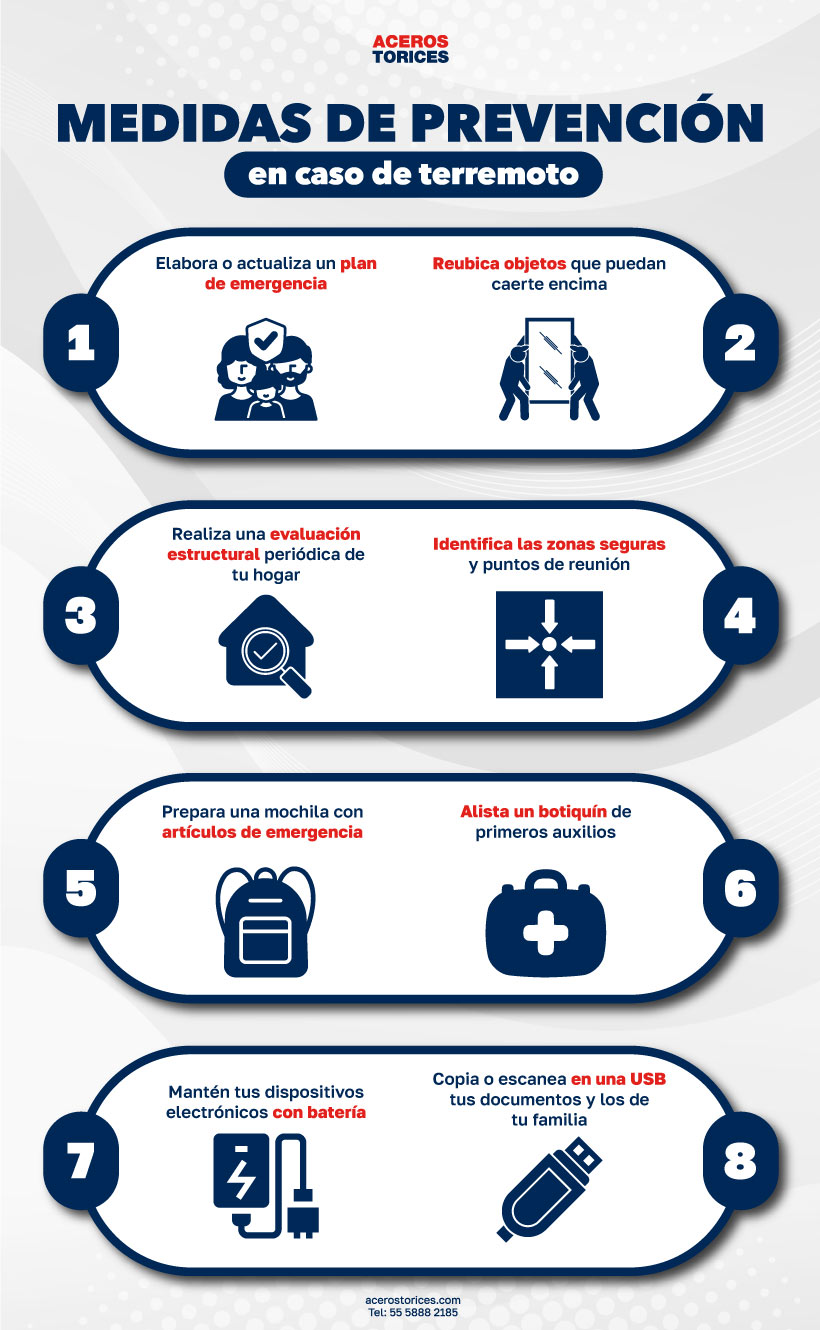 ACEROS
TORICES
MEDIDAS DE PREVENCIÓN
en caso de terremoto
1
Elabora o actualiza un plan
de emergencia
2
Reubica objetos que puedan
caerte encima
3
Realiza una evaluación
estructural periódica de
tu hogar
4
Identifica las zonas seguras
y puntos de reunión
5
Prepara una mochila con
artículos de emergencia
6
Alista un botiquín de
primeros auxilios
7
Mantén tus dispositivos
electrónicos con batería
8
Copia o escanea en una USB
tus documentos y los de
tu familia
acerostorices.com
Tel: 55 5888 2185